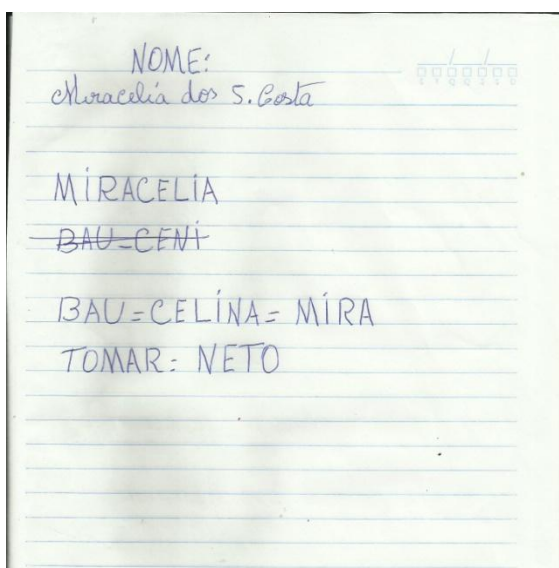 NOME:
Miracelia dos S. Costa
MIRACELIA
BAU=CENI
BAU=CELINA= MIRA
TOMAR= NETO